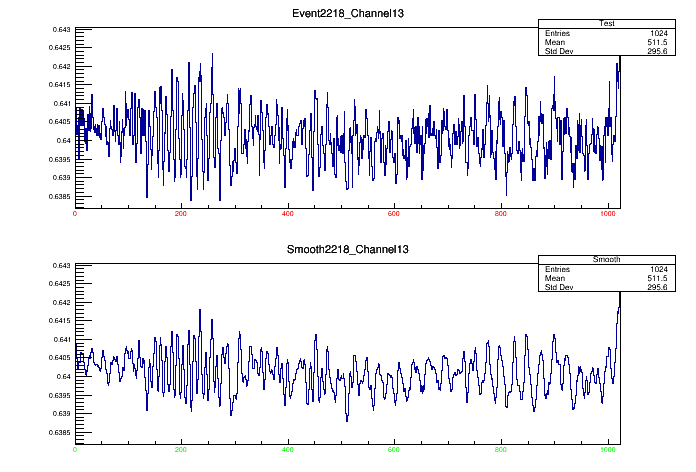 Event2218_Channel13
Test
Entries 1024
Mean 511.5
Std Dev 295.6
0.643
0.6425
0.642
0.6415
0.641
0.6405
0.64
0.6395
0.639
0.6385
0 200 400 600 800 1000
Smooth2218_Channel13
Smooth
Entries 1024
Mean 511.5
Std Dev 295.6
0.643
0.6425
0.642
0.6415
0.641
0.6405
0.64
0.6395
0.639
0.6385
0 200 400 600 800 1000